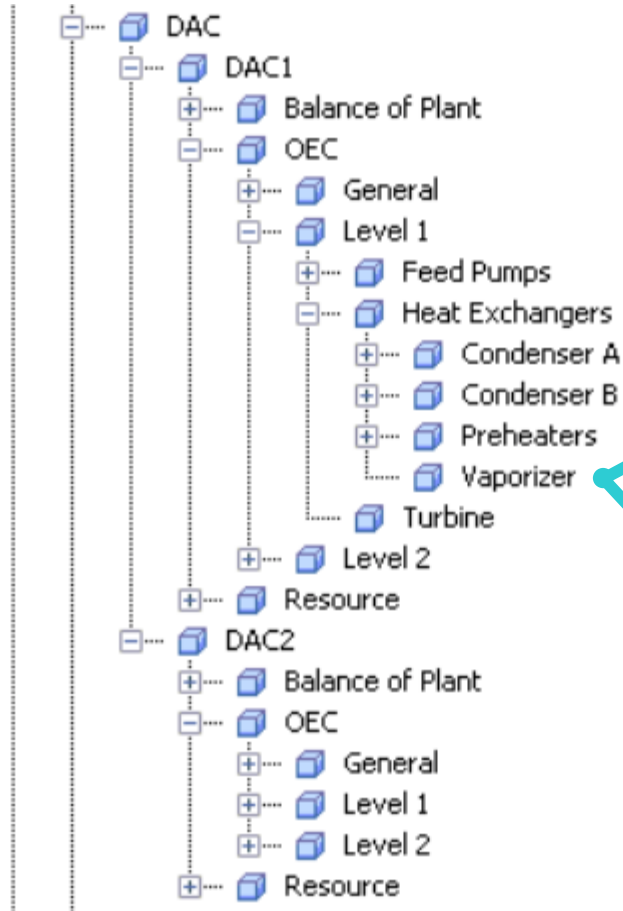 DAC
DAC1
Balance of Plant
OEC
General
Level 1
Feed Pumps
Heat Exchangers
Condenser A
Condenser B
Preheaters
Vaporizer
Turbine
Level 2
Resource
DAC2
Balance of Plant
OEC
General
Level 1
Level 2
Resource